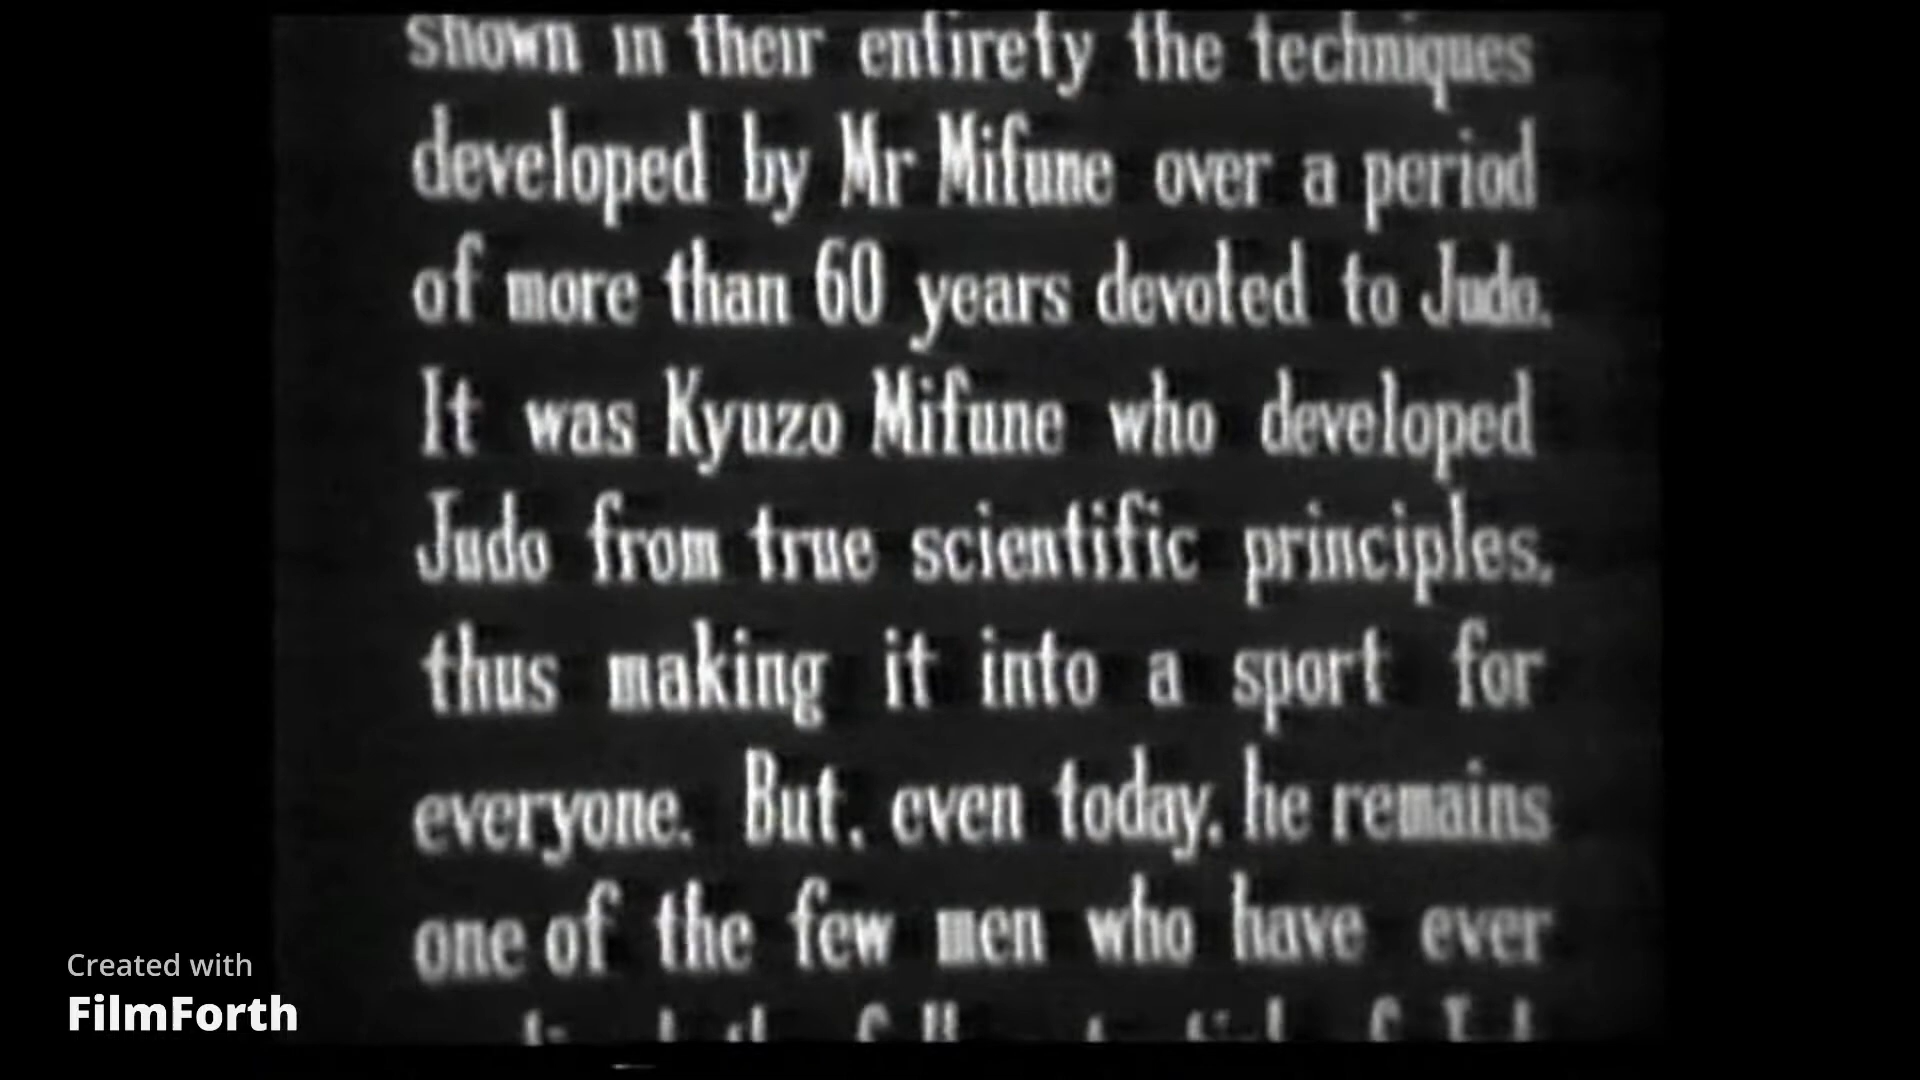 shown in their entirety the techniques
developed by Mr Mifune over a period
of more than 60 years devoted to Judo.
It was Kyuzo Mifune who developed
Judo from true scientific principles,
thus making it into a sport for
everyone. But, even today, he remains
one of the few men who have ever
Created with
FilmForth